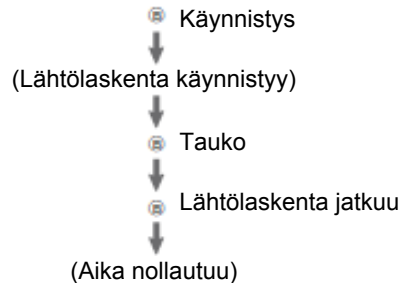 Käynnistys
(Lähtölaskenta käynnistyy)
Tauko
Lähtölaskenta jatkuu
(Aika nollautuu)